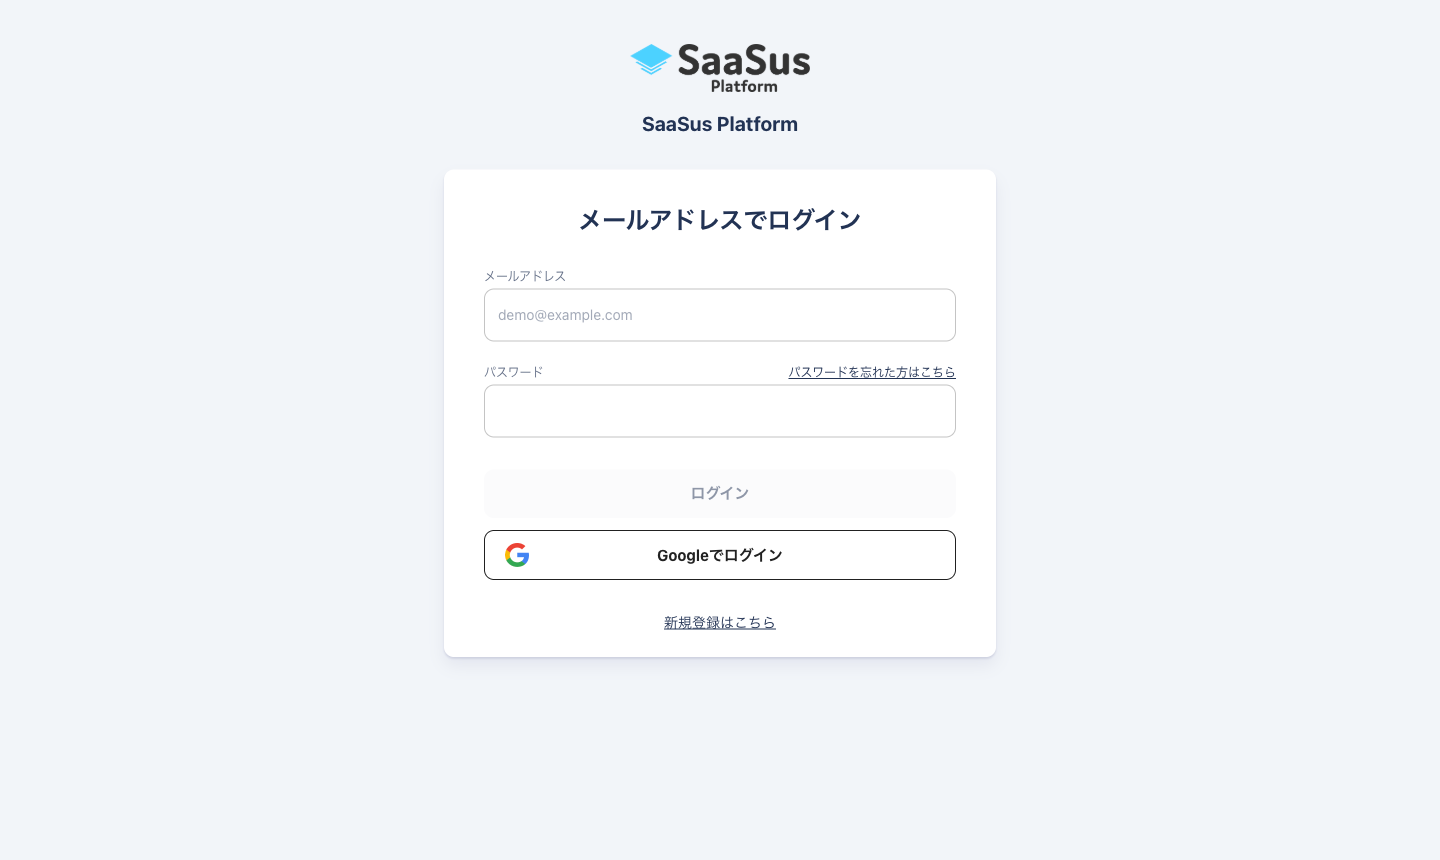 SaaSus
Platform
SaaSus Platform
メールアドレスでログイン
メールアドレス
demo@example.com
パスワード パスワードを忘れた方はこちら
ログイン
Googleでログイン
新規登録はこちら